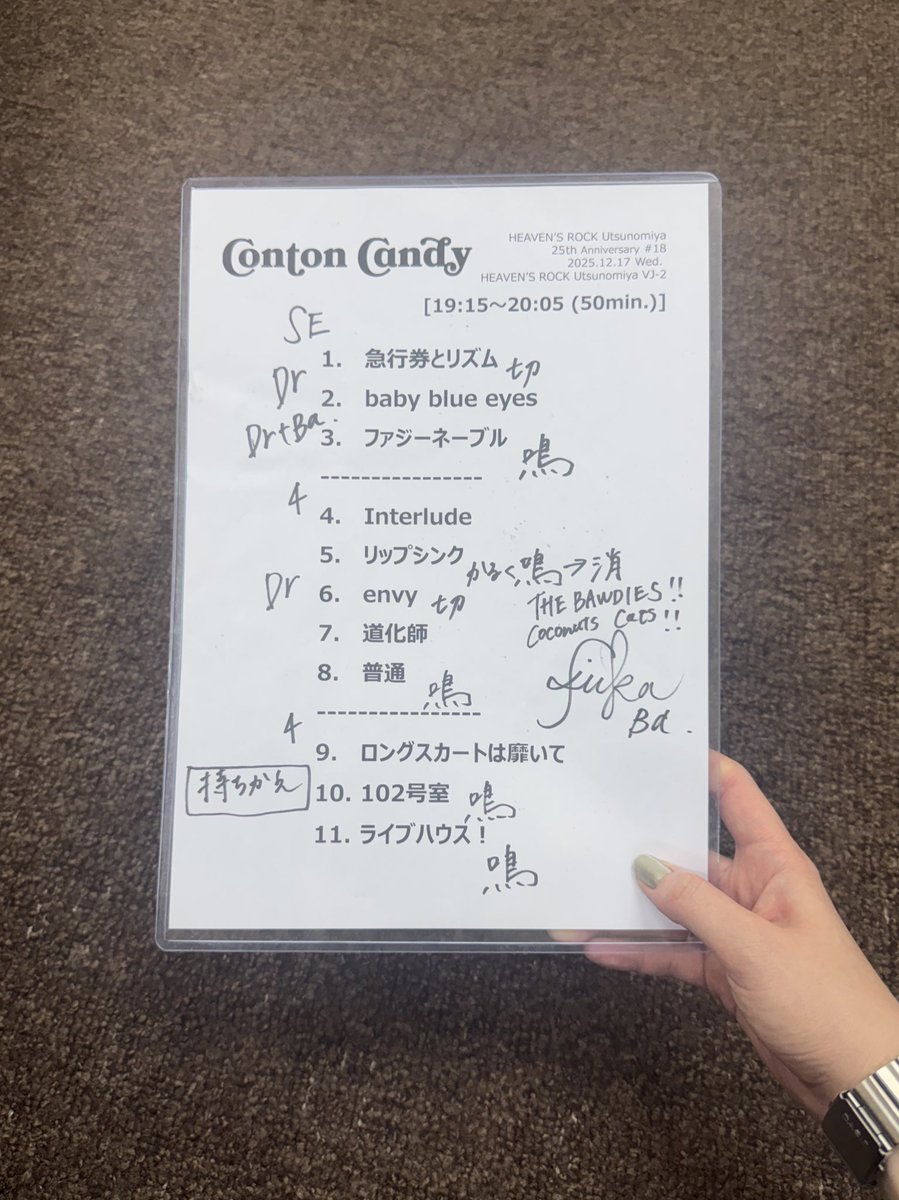 Conton Candy
HEAVEN'S ROCK Utsunomiya
25th Anniversary #18
2025.12.17 Wed.
HEAVEN'S ROCK Utsunomiya VJ-2
[19:15～20:05 (50min.)]
SE
1. 急行券とリズム 切
Dr 2. baby blue eyes
Dr+Ba. 3. ファジーネーブル 鳴
----------------
4 4. Interlude
5. リップシンク かるく鳴→消
Dr 6. envy 切
THE BAWDIES!!
Coconuts Cats!!
7. 道化師
8. 普通 鳴
fuka
Ba.
----------------
4 9. ロングスカートは靡いて
持ちかえ 10. 102号室 鳴
11. ライブハウス！ 鳴